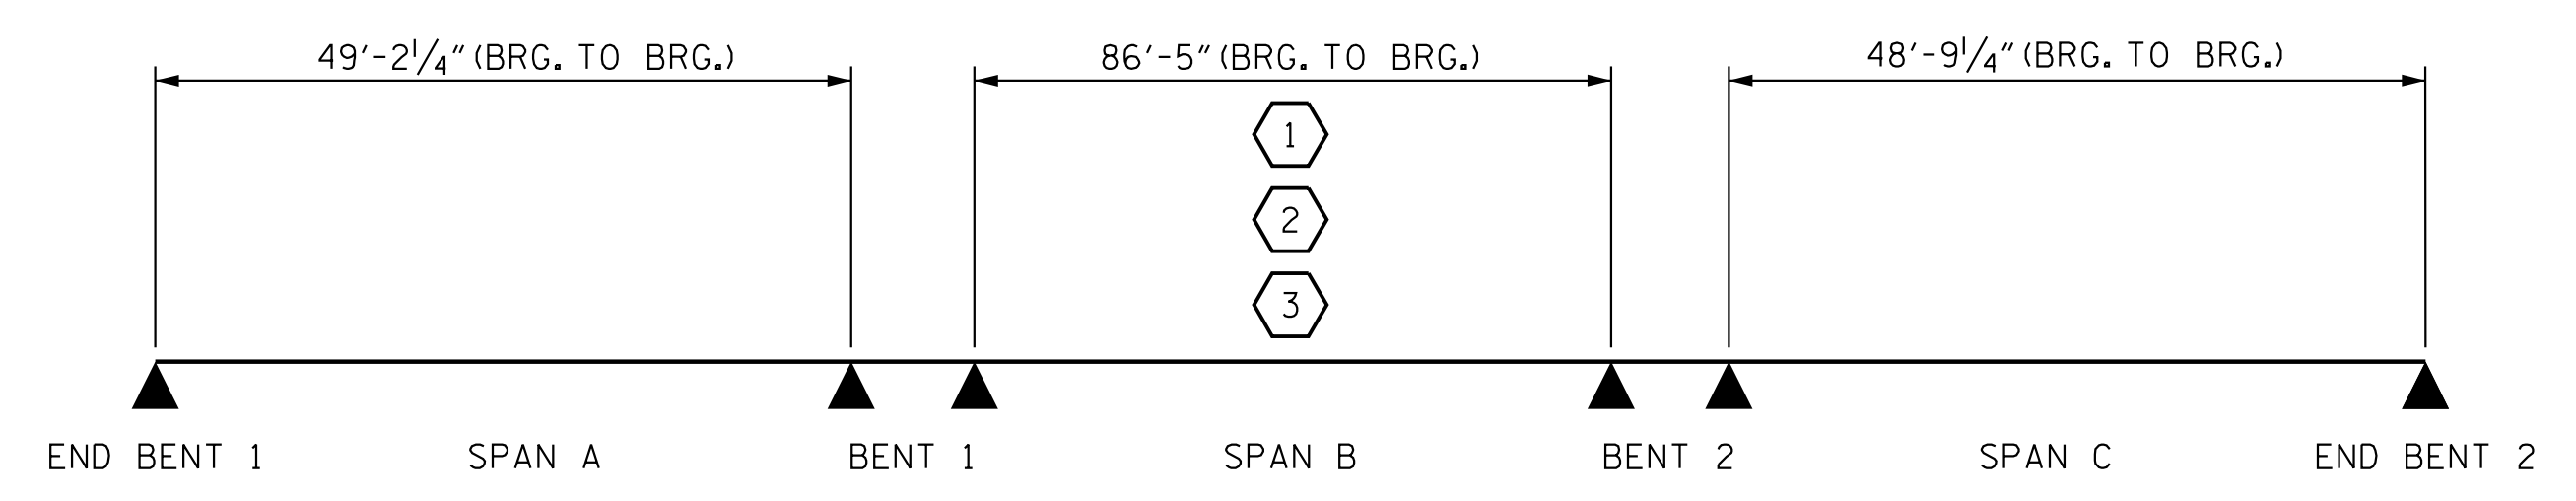 49'-2 1/4" (BRG. TO BRG.)
86'-5" (BRG. TO BRG.)
48'-9 1/4" (BRG. TO BRG.)
1
2
3
END BENT 1
SPAN A
BENT 1
SPAN B
BENT 2
SPAN C
END BENT 2